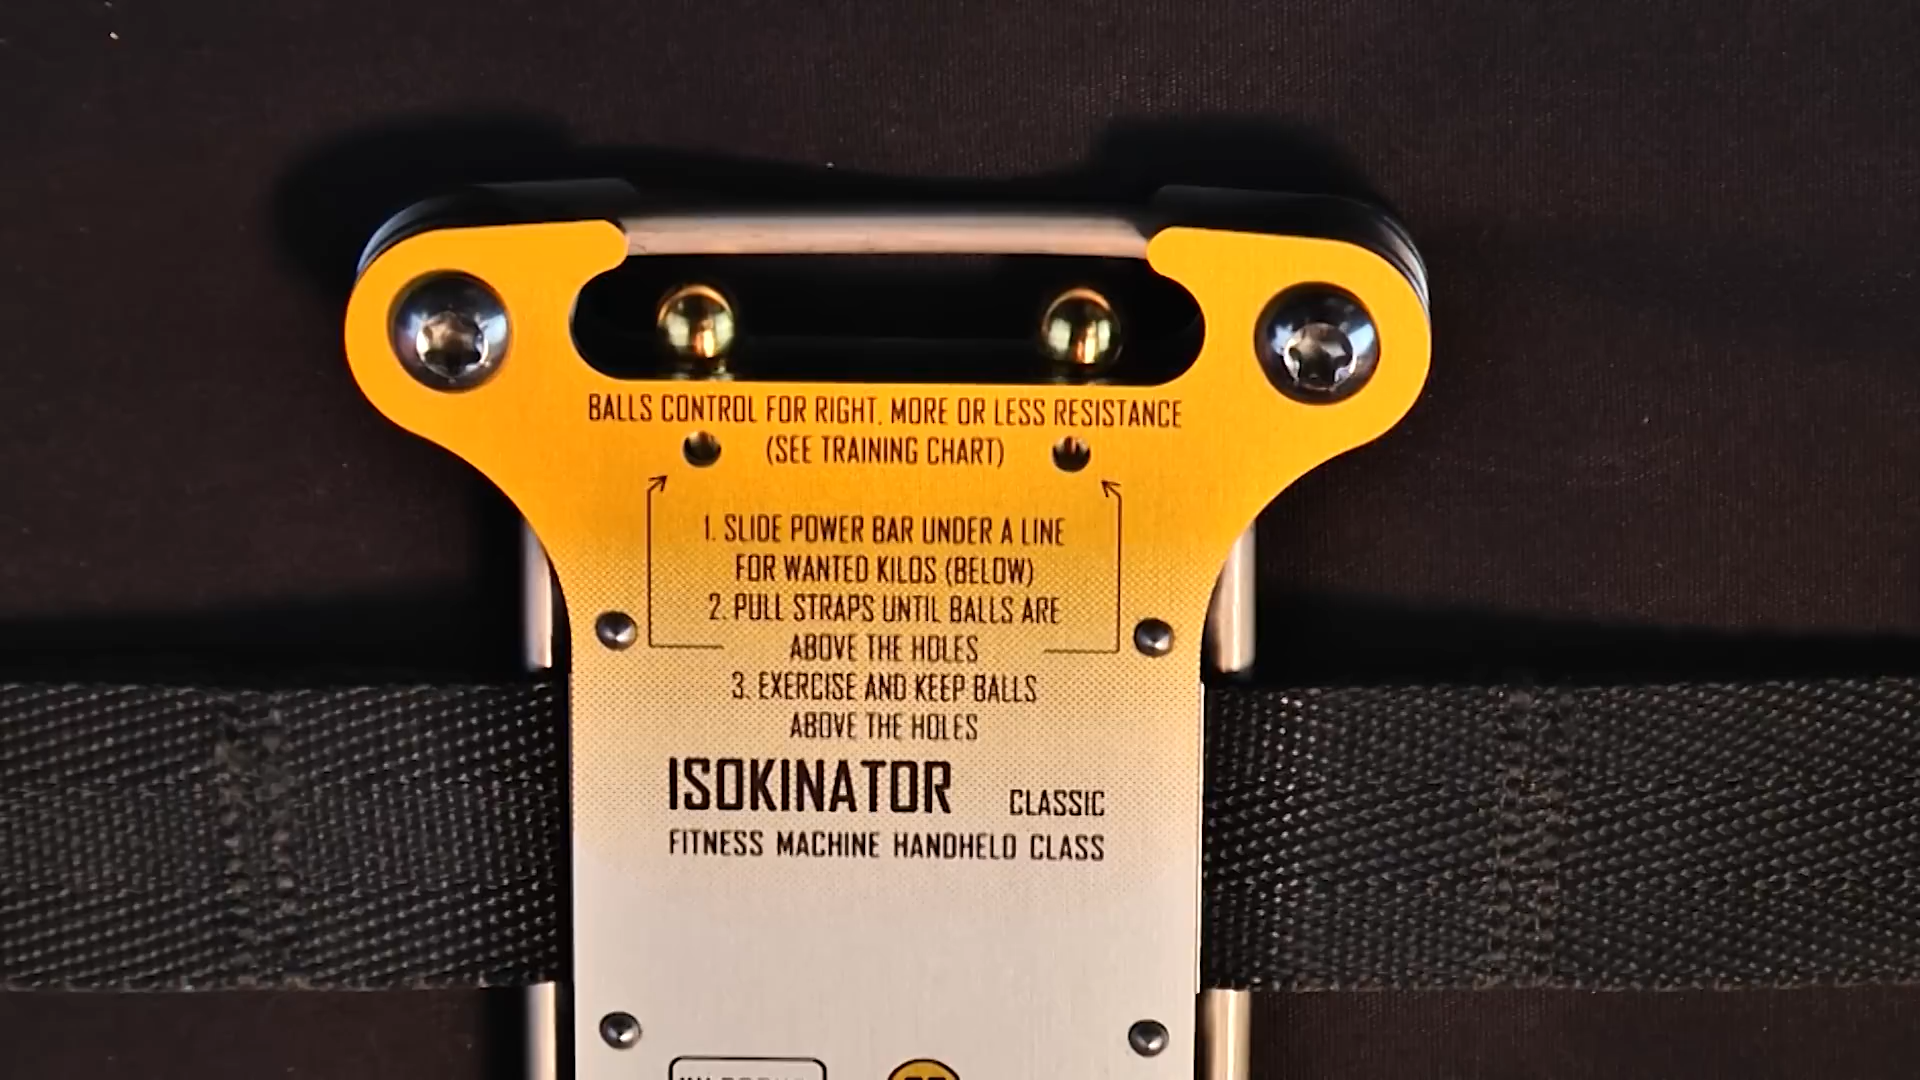 BALLS CONTROL FOR RIGHT, MORE OR LESS RESISTANCE
(SEE TRAINING CHART)
1. SLIDE POWER BAR UNDER A LINE
FOR WANTED KILOS (BELOW)
2. PULL STRAPS UNTIL BALLS ARE
ABOVE THE HOLES
3. EXERCISE AND KEEP BALLS
ABOVE THE HOLES
ISOKINATOR CLASSIC
FITNESS MACHINE HANDHELD CLASS